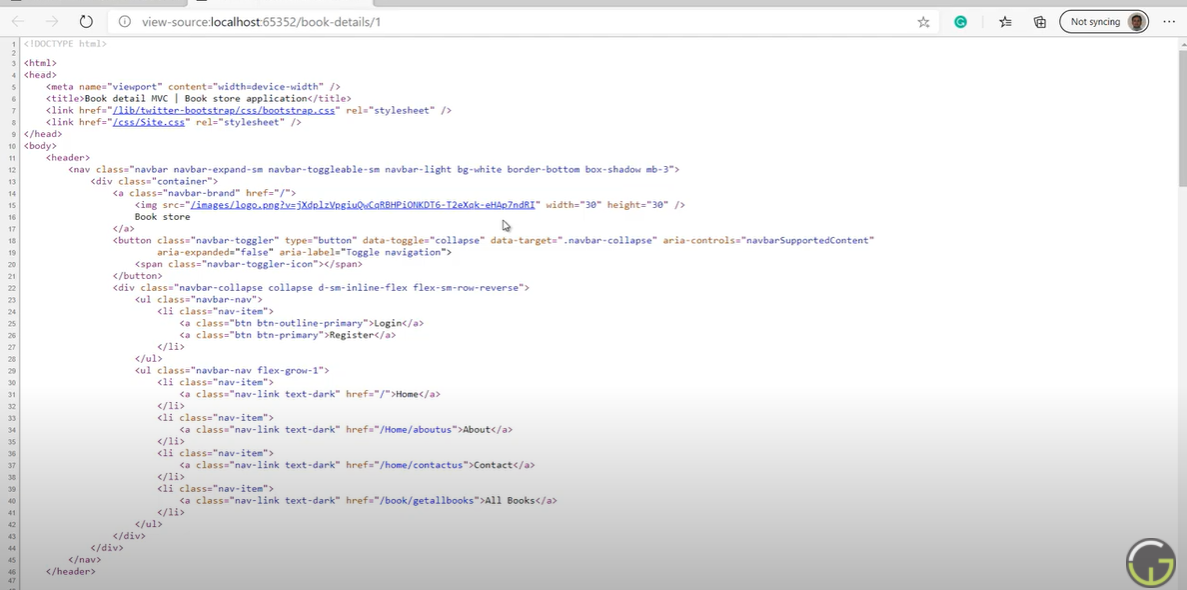 view-source:localhost:65352/book-details/1
Not syncing
1 <!DOCTYPE html>
2
3 <html>
4 <head>
5 <meta name="viewport" content="width=device-width" />
6 <title>Book detail MVC | Book store application</title>
7 <link href="/lib/twitter-bootstrap/css/bootstrap.css" rel="stylesheet" />
8 <link href="/css/Site.css" rel="stylesheet" />
9 </head>
10 <body>
11 <header>
12 <nav class="navbar navbar-expand-sm navbar-toggleable-sm navbar-light bg-white border-bottom box-shadow mb-3">
13 <div class="container">
14 <a class="navbar-brand" href="/">
15 <img src="/images/logo.png?v=jXdplzVpgiuQwCqRBHPiONKDT6-T2eXqk-eHAp7ndRI" width="30" height="30" />
16 Book store
17 </a>
18 <button class="navbar-toggler" type="button" data-toggle="collapse" data-target=".navbar-collapse" aria-controls="navbarSupportedContent"
19 aria-expanded="false" aria-label="Toggle navigation">
20 <span class="navbar-toggler-icon"></span>
21 </button>
22 <div class="navbar-collapse collapse d-sm-inline-flex flex-sm-row-reverse">
23 <ul class="navbar-nav">
24 <li class="nav-item">
25 <a class="btn btn-outline-primary">Login</a>
26 <a class="btn btn-primary">Register</a>
27 </li>
28 </ul>
29 <ul class="navbar-nav flex-grow-1">
30 <li class="nav-item">
31 <a class="nav-link text-dark" href="/">Home</a>
32 </li>
33 <li class="nav-item">
34 <a class="nav-link text-dark" href="/Home/aboutus">About</a>
35 </li>
36 <li class="nav-item">
37 <a class="nav-link text-dark" href="/home/contactus">Contact</a>
38 </li>
39 <li class="nav-item">
40 <a class="nav-link text-dark" href="/book/getallbooks">All Books</a>
41 </li>
42 </ul>
43 </div>
44 </div>
45 </nav>
46 </header>
47